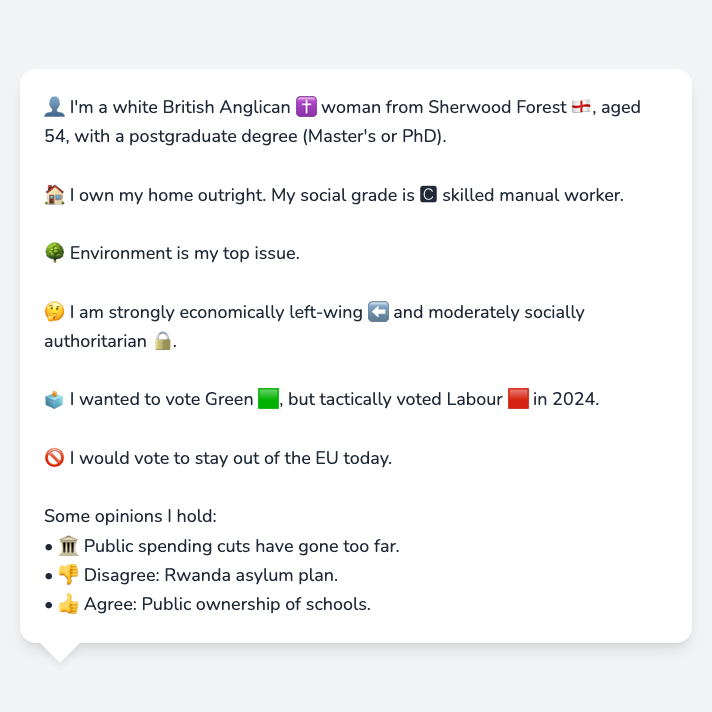 👤 I'm a white British Anglican ✝️ woman from Sherwood Forest 🏴󠁧󠁢󠁥󠁮󠁧󠁿, aged
54, with a postgraduate degree (Master's or PhD).
🏠 I own my home outright. My social grade is 🅲 skilled manual worker.
🌳 Environment is my top issue.
🤔 I am strongly economically left-wing ⬅️ and moderately socially
authoritarian 🔒.
🗳️ I wanted to vote Green 🟩, but tactically voted Labour 🟥 in 2024.
🚫 I would vote to stay out of the EU today.
Some opinions I hold:
• 🏛️ Public spending cuts have gone too far.
• 👎 Disagree: Rwanda asylum plan.
• 👍 Agree: Public ownership of schools.